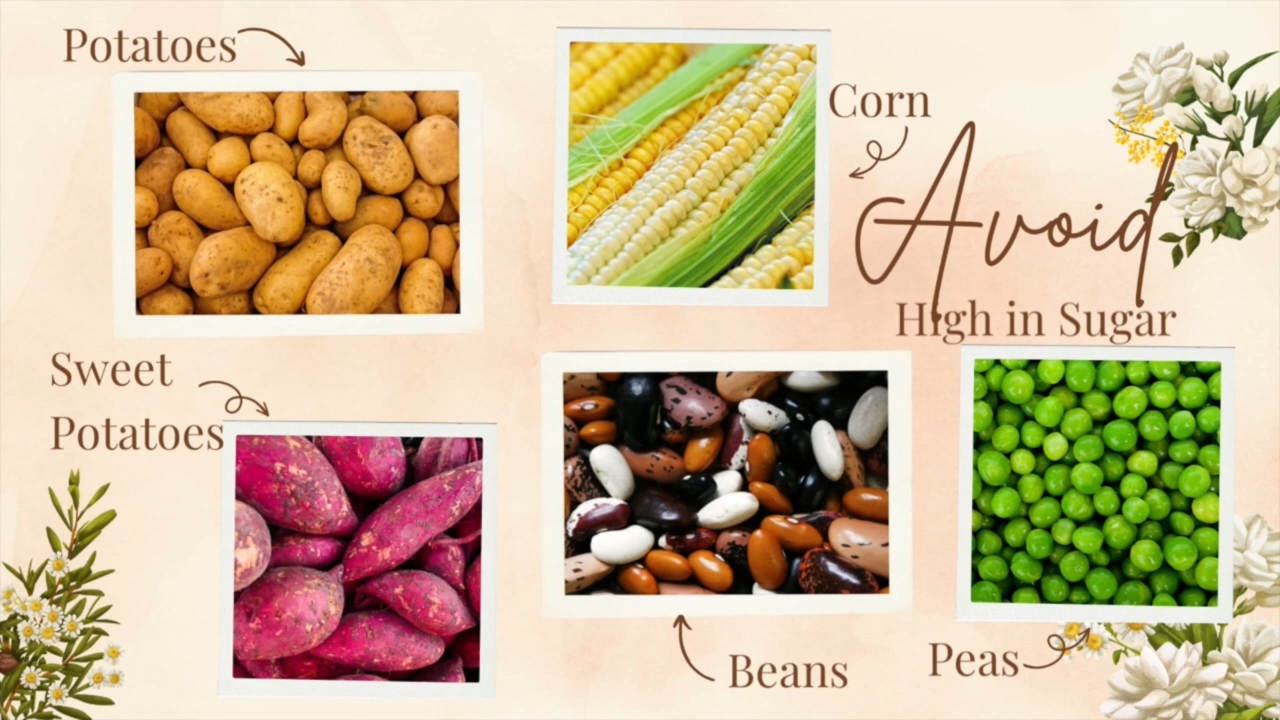 Potatoes
Corn
Avoid
High in Sugar
Sweet
Potatoes
Beans
Peas